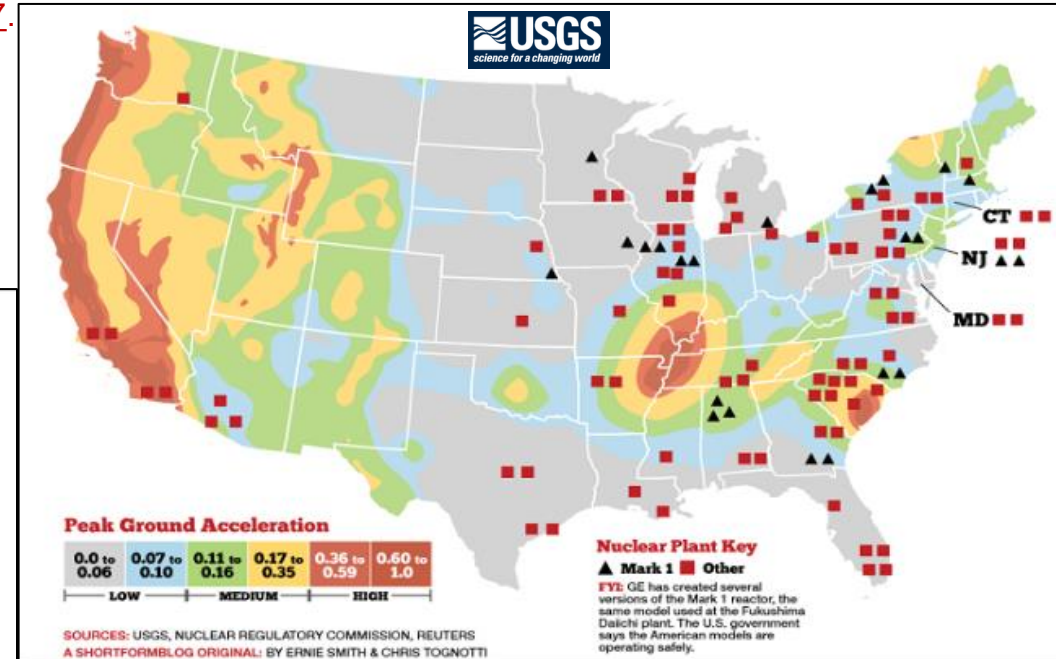 7.
USGS
science for a changing world
CT
NJ
MD
Peak Ground Acceleration
0.0 to 0.06
0.07 to 0.10
0.11 to 0.16
0.17 to 0.35
0.36 to 0.59
0.60 to 1.0
LOW
MEDIUM
HIGH
SOURCES: USGS, NUCLEAR REGULATORY COMMISSION, REUTERS
A SHORTFORMBLOG ORIGINAL: BY ERNIE SMITH & CHRIS TOGNOTTI
Nuclear Plant Key
Mark 1 Other
FYI: GE has created several
versions of the Mark 1 reactor, the
same model used at the Fukushima
Daiichi plant. The U.S. government
says the American models are
operating safely.